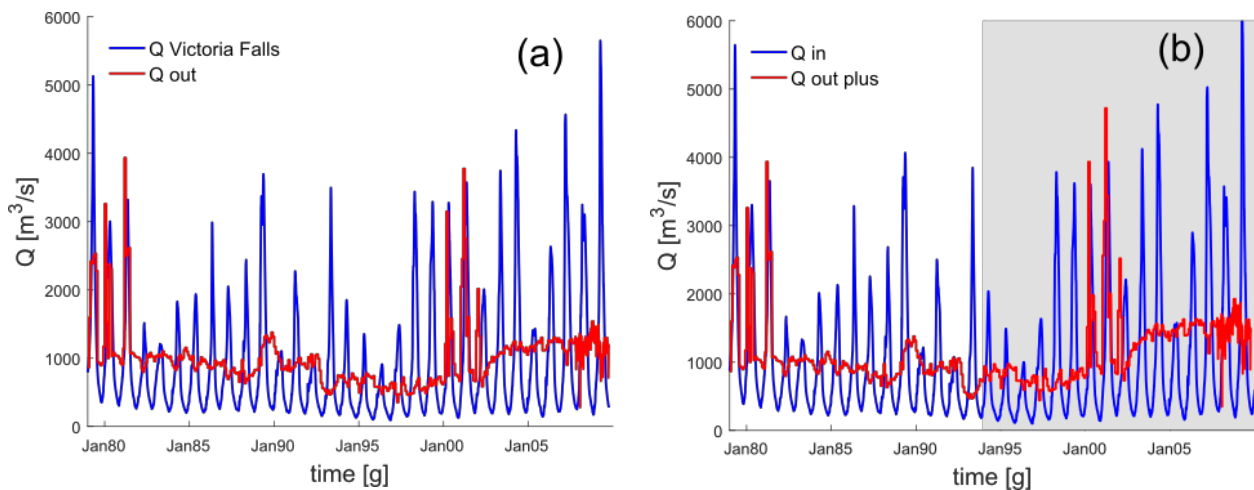 (a)
Q Victoria Falls
Q out
6000
5000
4000
3000
2000
1000
0
Q [m³/s]
Jan80 Jan85 Jan90 Jan95 Jan00 Jan05
time [g]
(b)
Q in
Q out plus
6000
5000
4000
3000
2000
1000
0
Q [m³/s]
Jan80 Jan85 Jan90 Jan95 Jan00 Jan05
time [g]